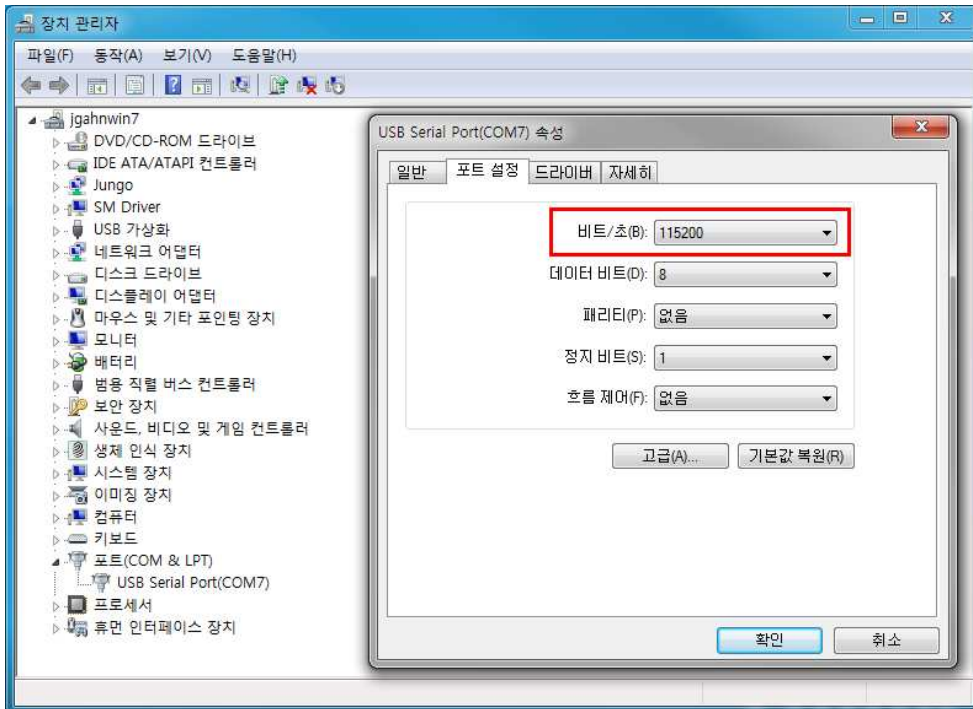 장치 관리자
파일(F) 동작(A) 보기(V) 도움말(H)
jgahnwin7
DVD/CD-ROM 드라이브
IDE ATA/ATAPI 컨트롤러
Jungo
SM Driver
USB 가상화
네트워크 어댑터
디스크 드라이브
디스플레이 어댑터
마우스 및 기타 포인팅 장치
모니터
배터리
범용 직렬 버스 컨트롤러
보안 장치
사운드, 비디오 및 게임 컨트롤러
생체 인식 장치
시스템 장치
이미징 장치
컴퓨터
키보드
포트(COM & LPT)
USB Serial Port(COM7)
프로세서
휴먼 인터페이스 장치
USB Serial Port(COM7) 속성
일반 포트 설정 드라이버 자세히
비트/초(B): 115200
데이터 비트(D): 8
패리티(P): 없음
정지 비트(S): 1
흐름 제어(F): 없음
고급(A)... 기본값 복원(R)
확인 취소